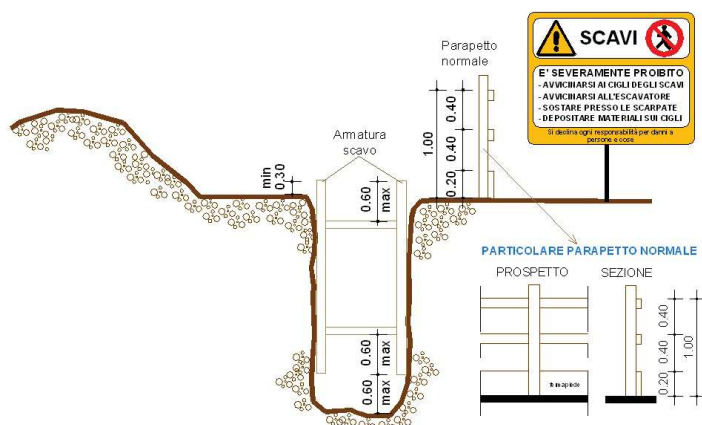 SCAVI
E' SEVERAMENTE PROIBITO
- AVVICINARSI AI CIGLI DEGLI SCAVI
- AVVICINARSI ALL'ESCAVATORE
- SOSTARE PRESSO LE SCARPATE
- DEPOSITARE MATERIALI SUI CIGLI
Si declina ogni responsabilità per danni a
persone e cose
Parapetto
normale
1.00
0.40
0.40
0.20
Armatura
scavo
min
0.30
0.60
max
0.60
max
0.60
max
PARTICOLARE PARAPETTO NORMALE
PROSPETTO
SEZIONE
0.40
0.40
0.20
1.00